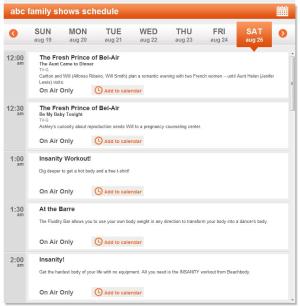 abc family shows schedule
SUN MON TUE WED THU FRI SAT
aug 19 aug 20 aug 21 aug 22 aug 23 aug 24 aug 25
12:00 am
The Fresh Prince of Bel-Air
The Aunt Came to Dinner
TV-G
Carlton and Will (Alfonso Ribeiro, Will Smith) plan a romantic evening with two French women -- until Aunt Helen (Jenifer
Lewis) visits.
On Air Only Add to calendar
12:30 am
The Fresh Prince of Bel-Air
Be My Baby Tonight
TV-G
Ashley's curiosity about reproduction sends Will to a pregnancy counseling center.
On Air Only Add to calendar
1:00 am
Insanity Workout!
Dig deeper to get a hot body and a free t-shirt!
On Air Only Add to calendar
1:30 am
At the Barre
The Fluidity Bar allows you to use your own body weight in any direction to transform your body into a dancer's body.
On Air Only Add to calendar
2:00 am
Insanity!
Get the hardest body of your life with no equipment. All you need is the INSANITY workout from Beachbody.
On Air Only Add to calendar